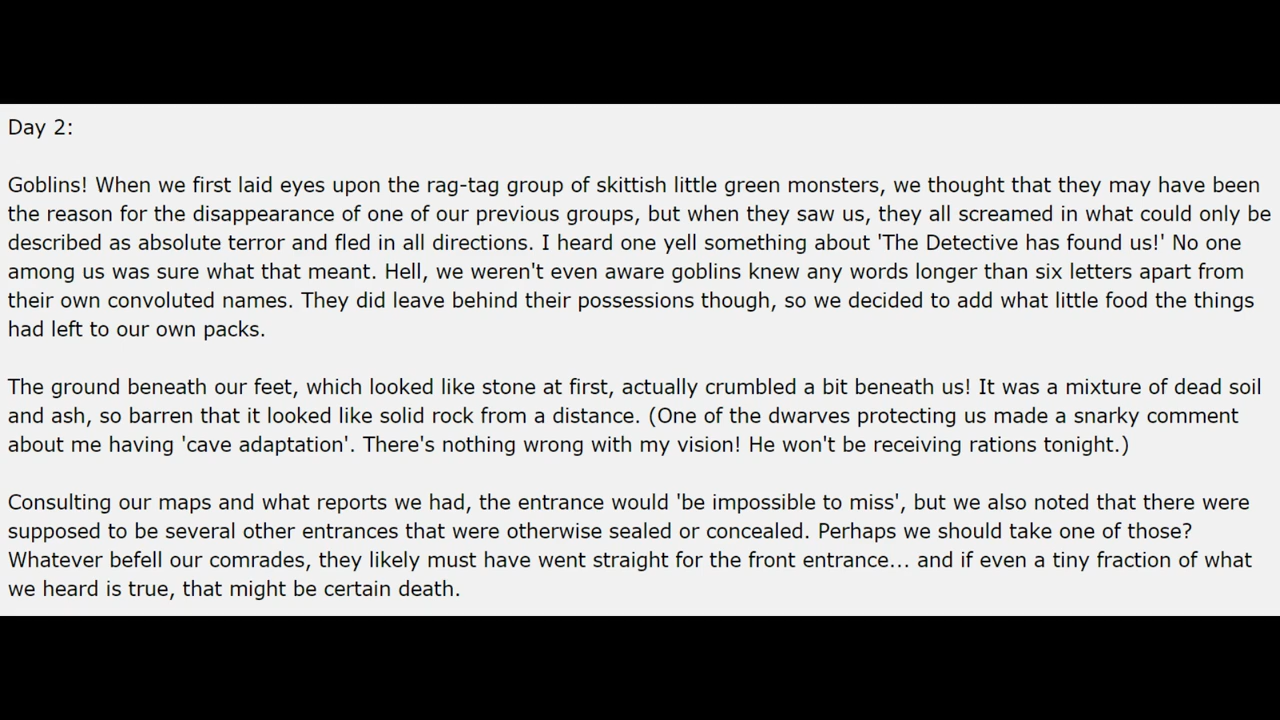 Day 2:
Goblins! When we first laid eyes upon the rag-tag group of skittish little green monsters, we thought that they may have been
the reason for the disappearance of one of our previous groups, but when they saw us, they all screamed in what could only be
described as absolute terror and fled in all directions. I heard one yell something about 'The Detective has found us!' No one
among us was sure what that meant. Hell, we weren't even aware goblins knew any words longer than six letters apart from
their own convoluted names. They did leave behind their possessions though, so we decided to add what little food the things
had left to our own packs.
The ground beneath our feet, which looked like stone at first, actually crumbled a bit beneath us! It was a mixture of dead soil
and ash, so barren that it looked like solid rock from a distance. (One of the dwarves protecting us made a snarky comment
about me having 'cave adaptation'. There's nothing wrong with my vision! He won't be receiving rations tonight.)
Consulting our maps and what reports we had, the entrance would 'be impossible to miss', but we also noted that there were
supposed to be several other entrances that were otherwise sealed or concealed. Perhaps we should take one of those?
Whatever befell our comrades, they likely must have went straight for the front entrance... and if even a tiny fraction of what
we heard is true, that might be certain death.